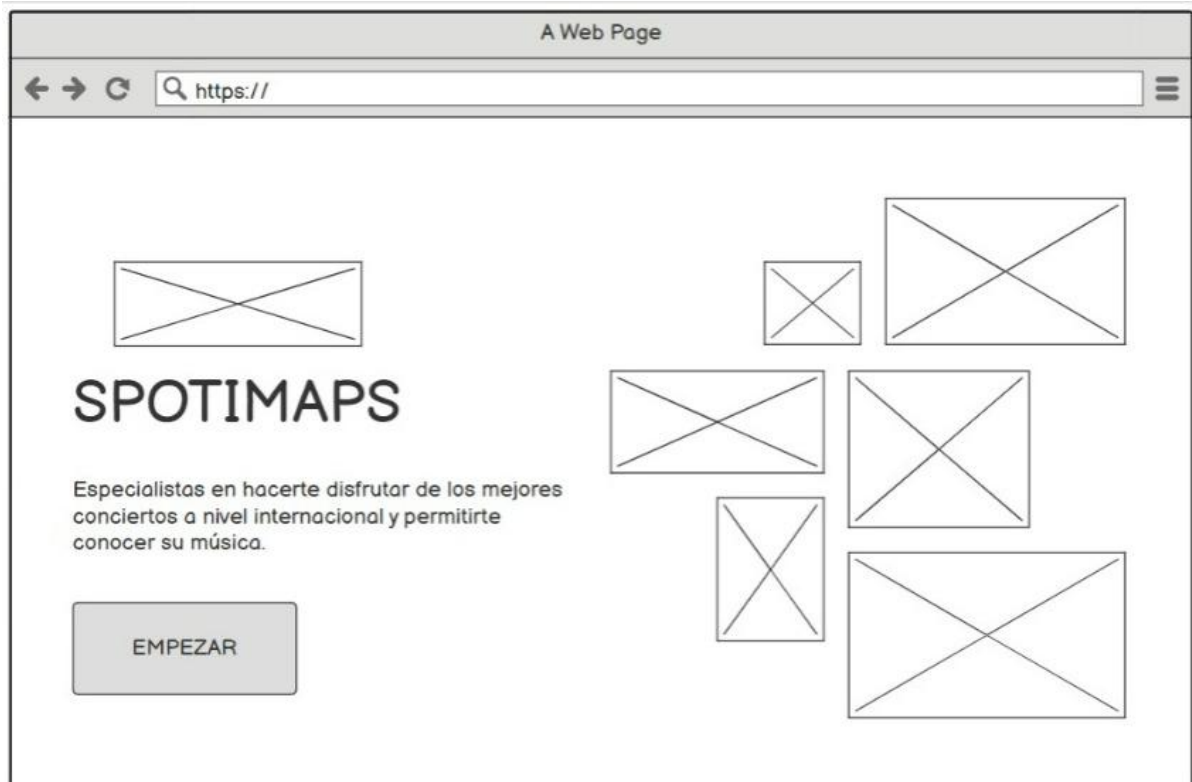 A Web Page
https://
SPOTIMAPS
Especialistas en hacerte disfrutar de los mejores
conciertos a nivel internacional y permitirte
conocer su música.
EMPEZAR